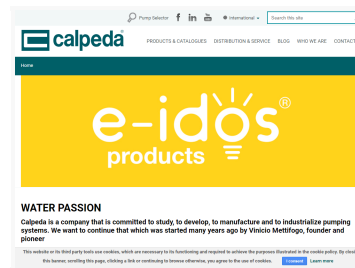 Pump Selector f in You Tube International Search this site
calpeda®
PRODUCTS & CATALOGUES DISTRIBUTION & SERVICE BLOG WHO WE ARE CONTACT
Home
e-idos®
products
WATER PASSION
Calpeda is a company that is committed to study, to develop, to manufacture and to industrialize pumping
systems. We want to continue that which was started many years ago by Vinicio Mettifogo, founder and
pioneer
This website or its third party tools use cookies, which are necessary to its functioning and required to achieve the purposes illustrated in the cookie policy. By closi
this banner, scrolling this page, clicking a link or continuing to browse otherwise, you agree to the use of cookies. I consent Learn more